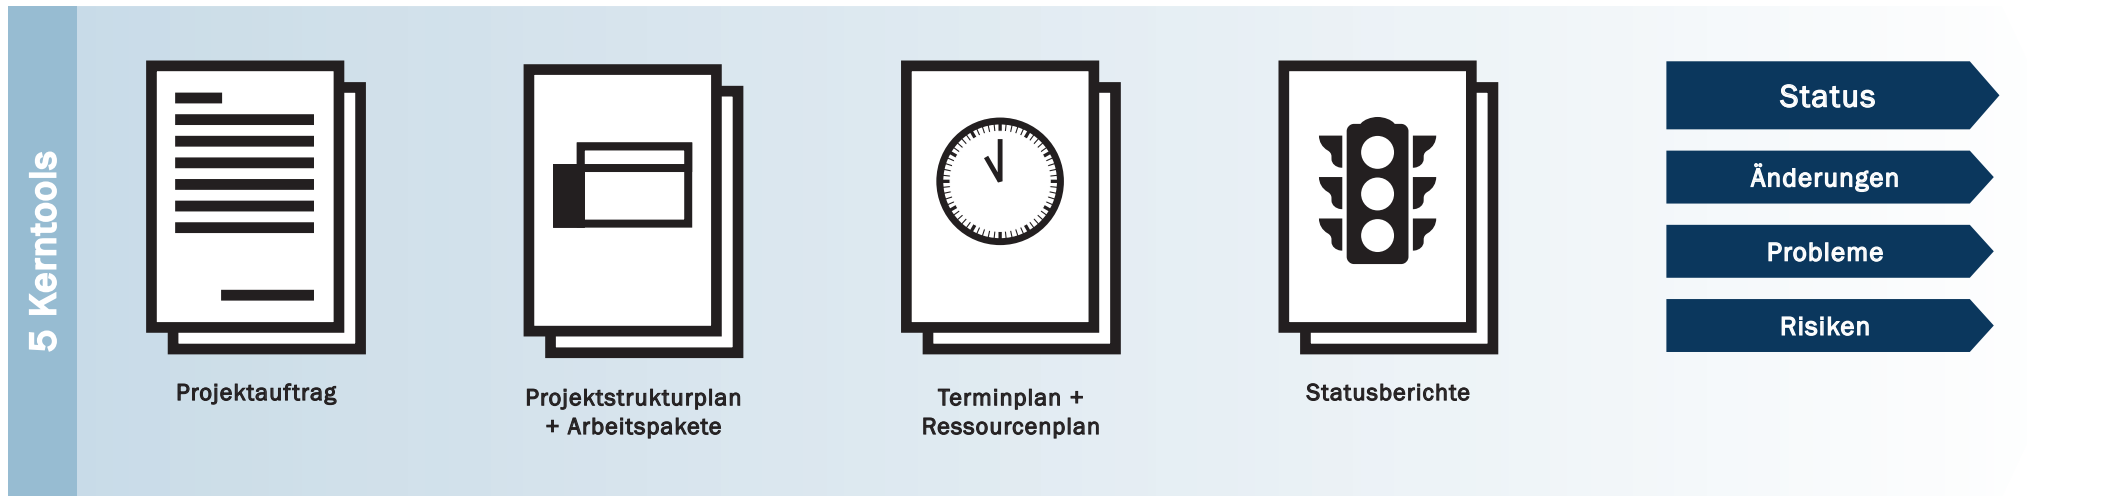 5 Kerntools
Projektauftrag
Projektstrukturplan
+ Arbeitspakete
Terminplan +
Ressourcenplan
Statusberichte
Status
Änderungen
Probleme
Risiken